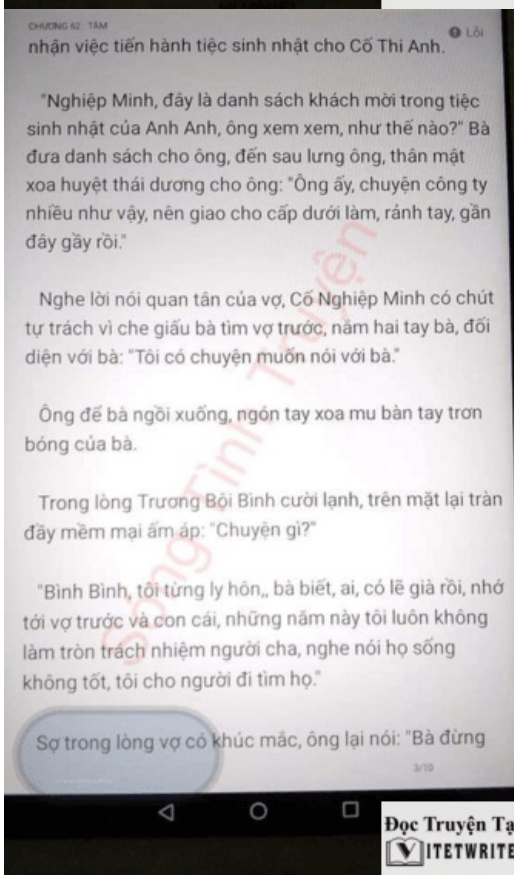 CHƯƠNG 62 : TÁM
Lỗi
nhận việc tiến hành tiệc sinh nhật cho Cố Thi Anh.
"Nghiệp Minh, đây là danh sách khách mời trong tiệc
sinh nhật của Anh Anh, ông xem xem, như thế nào?" Bà
đưa danh sách cho ông, đến sau lưng ông, thân mật
xoa huyệt thái dương cho ông: "Ông ấy, chuyện công ty
nhiều như vậy, nên giao cho cấp dưới làm, rảnh tay, gần
đây gầy rồi."
Nghe lời nói quan tân của vợ, Cố Nghiệp Minh có chút
tự trách vì che giấu bà tìm vợ trước, nắm hai tay bà, đối
diện với bà: "Tôi có chuyện muốn nói với bà."
Ông để bà ngồi xuống, ngón tay xoa mu bàn tay trơn
bóng của bà.
Trong lòng Trương Bội Bình cười lạnh, trên mặt lại tràn
đầy mềm mại ấm áp: "Chuyện gì?"
"Bình Bình, tôi từng ly hôn,, bà biết, ai, có lẽ già rồi, nhớ
tới vợ trước và con cái, những năm này tôi luôn không
làm tròn trách nhiệm người cha, nghe nói họ sống
không tốt, tôi cho người đi tìm họ."
Sợ trong lòng vợ có khúc mắc, ông lại nói: "Bà đừng
3/10
Sủng Tình Truyện
Đọc Truyện Tạ
VITETWRITE